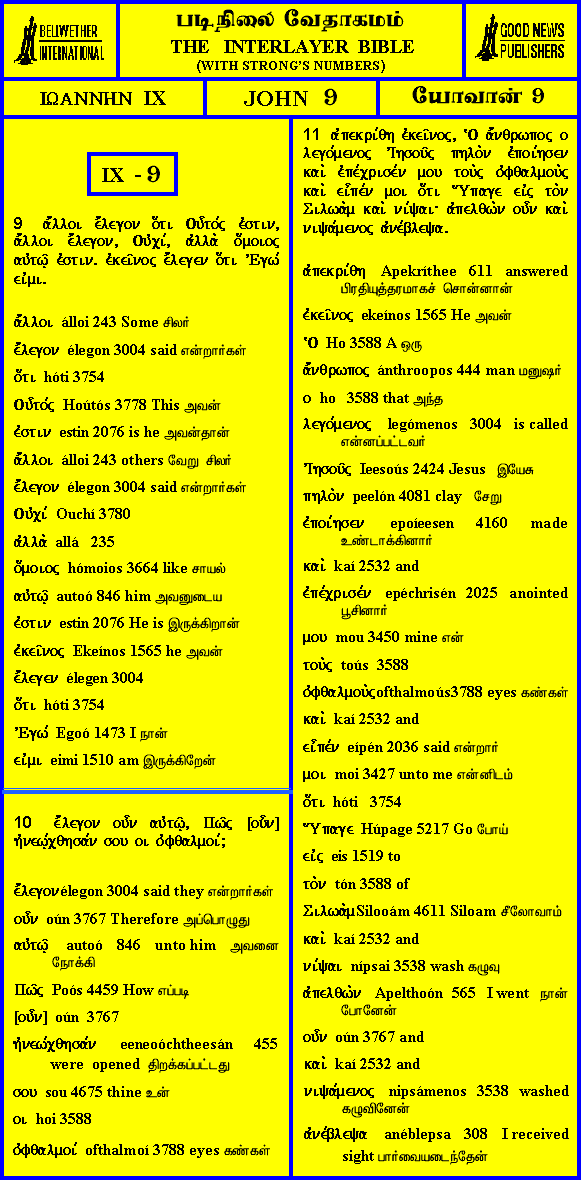 BELLWETHER
INTERNATIONAL
படிநிலை வேதாகமம்
THE INTERLAYER BIBLE
(WITH STRONG'S NUMBERS)
GOOD NEWS
PUBLISHERS
ΙΩΑΝΝΗΝ IX
JOHN 9
யோவான் 9
IX - 9
9 ἄλλοι ἔλεγον ὅτι Οὗτός ἐστιν,
ἄλλοι ἔλεγον, Οὐχί, ἀλλὰ ὅμοιος
αὐτῷ ἐστιν. ἐκεῖνος ἔλεγεν ὅτι Ἐγώ
εἰμι.
ἄλλοι álloi 243 Some சிலர்
ἔλεγον élegon 3004 said என்றார்கள்
ὅτι hóti 3754
Οὗτός Hoútós 3778 This அவன்
ἐστιν estin 2076 is he அவன்தான்
ἄλλοι álloi 243 others வேறு சிலர்
ἔλεγον élegon 3004 said என்றார்கள்
Οὐχί Ouchí 3780
ἀλλὰ allá 235
ὅμοιος hómoios 3664 like சாயல்
αὐτῷ autoó 846 him அவனுடைய
ἐστιν estin 2076 He is இருக்கிறான்
ἐκεῖνος Ekeínos 1565 he அவன்
ἔλεγεν élegen 3004
ὅτι hóti 3754
Ἐγώ Egoó 1473 I நான்
εἰμι eimi 1510 am இருக்கிறேன்
10 ἔλεγον οὖν αὐτῷ, Πῶς [οὖν]
ἠνεῴχθησάν σου οι ὀφθαλμοί;
ἔλεγον élegon 3004 said they என்றார்கள்
οὖν oún 3767 Therefore அப்பொழுது
αὐτῷ autoó 846 unto him அவனை
நோக்கி
Πῶς Poós 4459 How எப்படி
[οὖν] oún 3767
ἠνεῴχθησάν eeneoóchtheesán 455
were opened திறக்கப்பட்டது
σου sou 4675 thine உன்
οι hoi 3588
ὀφθαλμοί ofthalmoí 3788 eyes கண்கள்
11 ἀπεκρίθη ἐκεῖνος, Ὁ ἄνθρωπος ο
λεγόμενος Ἰησοῦς πηλὸν ἐποίησεν
καὶ ἐπέχρισέν μου τοὺς ὀφθαλμοὺς
καὶ εἶπέν μοι ὅτι Ὕπαγε εἰς τὸν
Σιλωὰμ καὶ νίψαι· ἀπελθὼν οὖν καὶ
νιψάμενος ἀνέβλεψα.
ἀπεκρίθη Apekríthee 611 answered
பிரதியுத்தரமாகச் சொன்னான்
ἐκεῖνος ekeínos 1565 He அவன்
Ὁ Ho 3588 A ஒரு
ἄνθρωπος ánthroopos 444 man மனுஷர்
ο ho 3588 that அந்த
λεγόμενος legómenos 3004 is called
என்னப்பட்டவர்
Ἰησοῦς Ieesoús 2424 Jesus இயேசு
πηλὸν peelón 4081 clay சேறு
ἐποίησεν epoíeesen 4160 made
உண்டாக்கினார்
καὶ kaí 2532 and
ἐπέχρισέν epéchrisén 2025 anointed
பூசினார்
μου mou 3450 mine என்
τοὺς toús 3588
ὀφθαλμοὺς ofthalmoús3788 eyes கண்கள்
καὶ kaí 2532 and
εἶπέν eípén 2036 said என்றார்
μοι moi 3427 unto me என்னிடம்
ὅτι hóti 3754
Ὕπαγε Húpage 5217 Go போய்
εἰς eis 1519 to
τὸν tón 3588 of
Σιλωὰμ Silooám 4611 Siloam சீலோவாம்
καὶ kaí 2532 and
νίψαι nípsai 3538 wash கழுவு
ἀπελθὼν Apelthoón 565 I went நான்
போனேன்
οὖν oún 3767 and
καὶ kaí 2532 and
νιψάμενος nipsámenos 3538 washed
கழுவினேன்
ἀνέβλεψα anéblepsa 308 I received
sight பார்வையடைந்தேன்